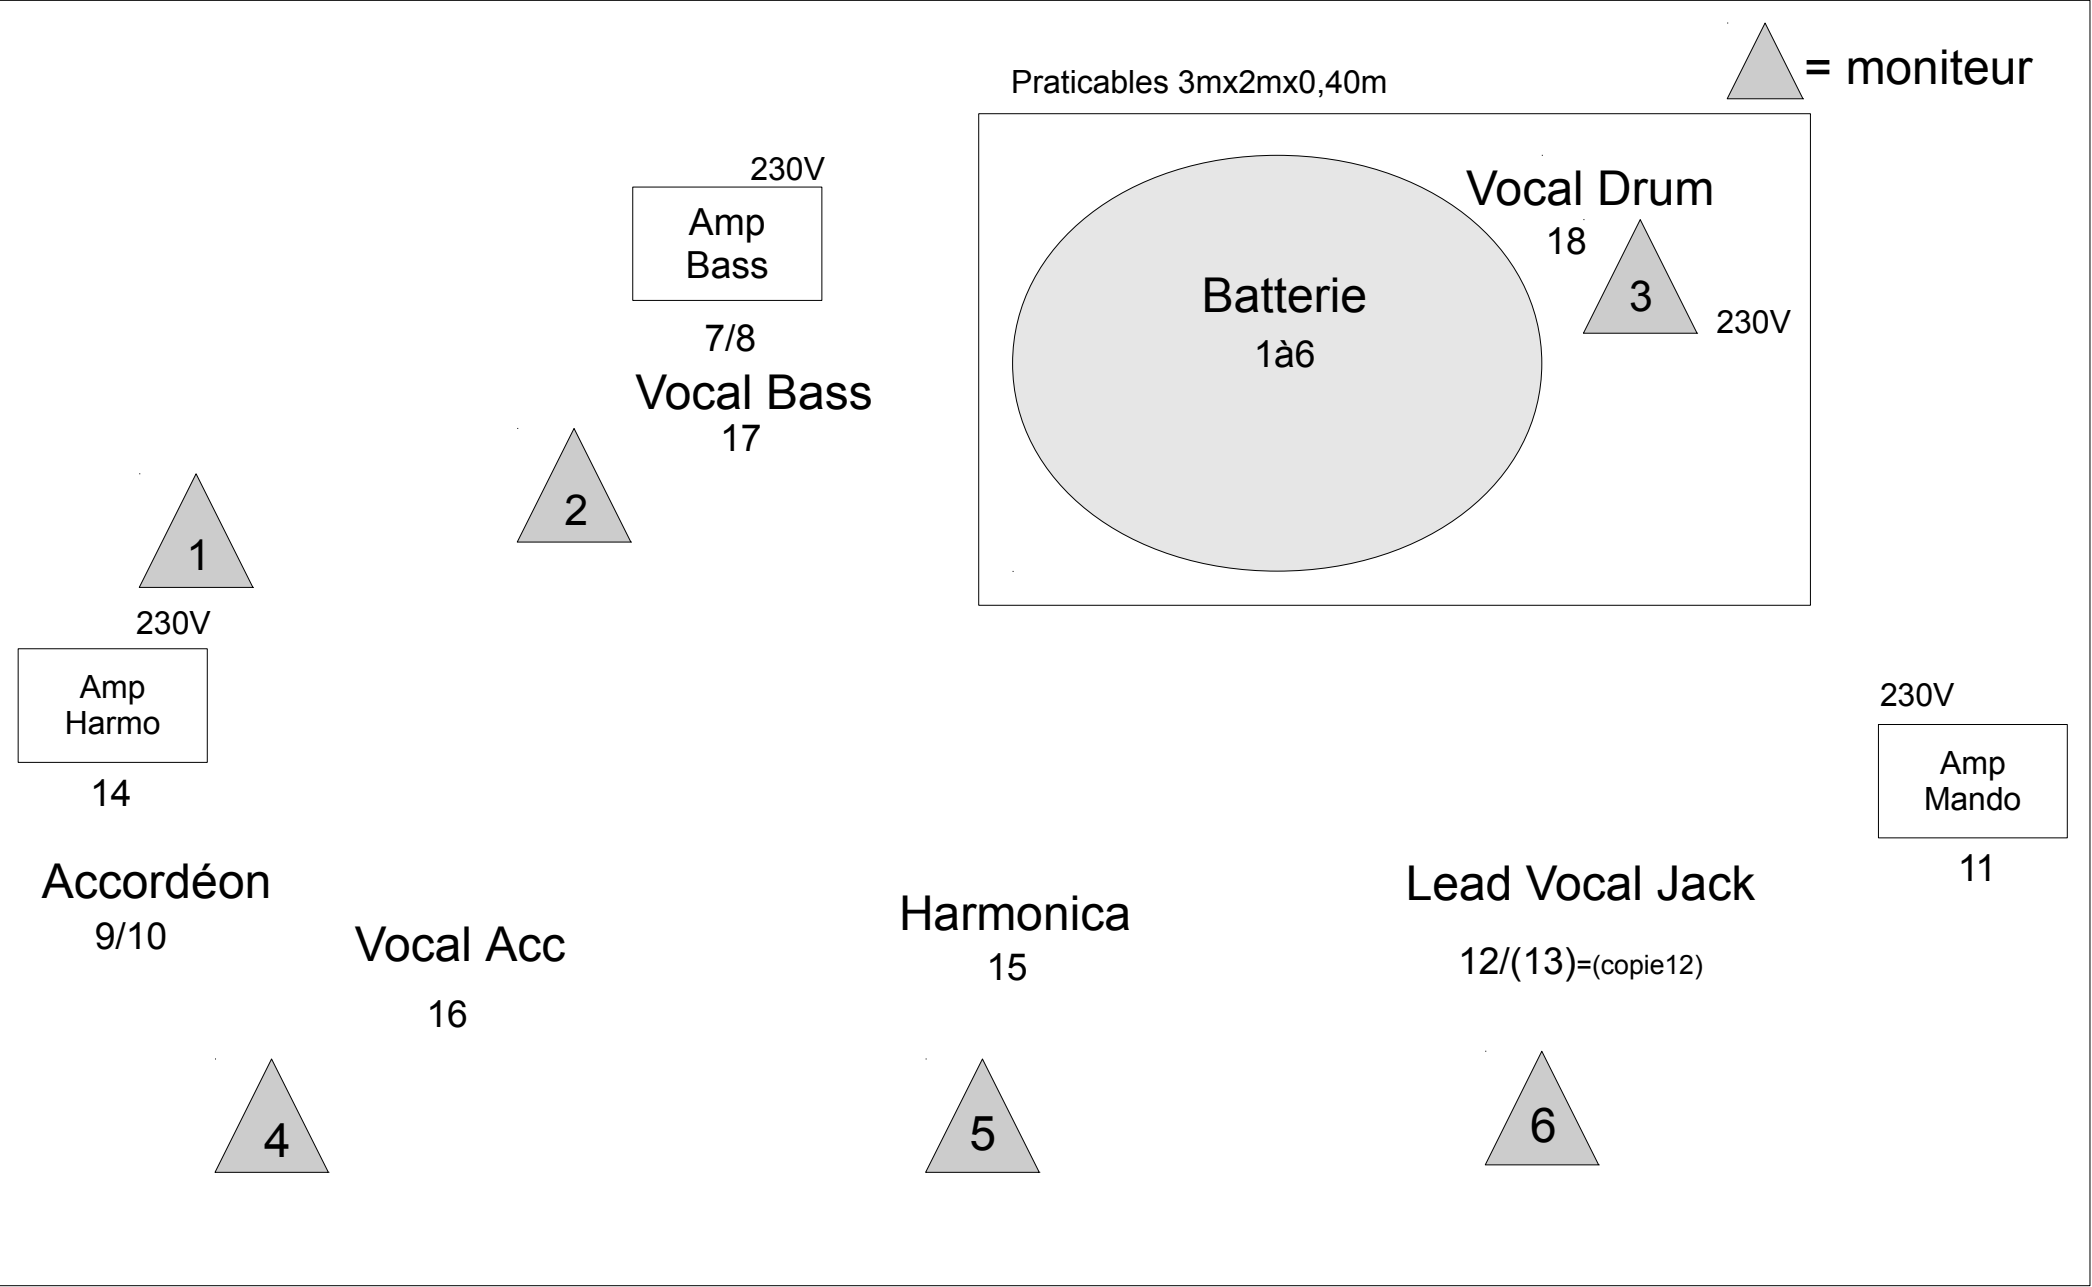 = moniteur
Praticables 3mx2mx0,40m
230V
Amp
Bass
7/8
Vocal Bass
17
Vocal Drum
18
3
230V
Batterie
1à6
2
1
230V
Amp
Harmo
14
230V
Amp
Mando
11
Accordéon
9/10
Vocal Acc
16
Harmonica
15
Lead Vocal Jack
12/(13)=(copie12)
4
5
6